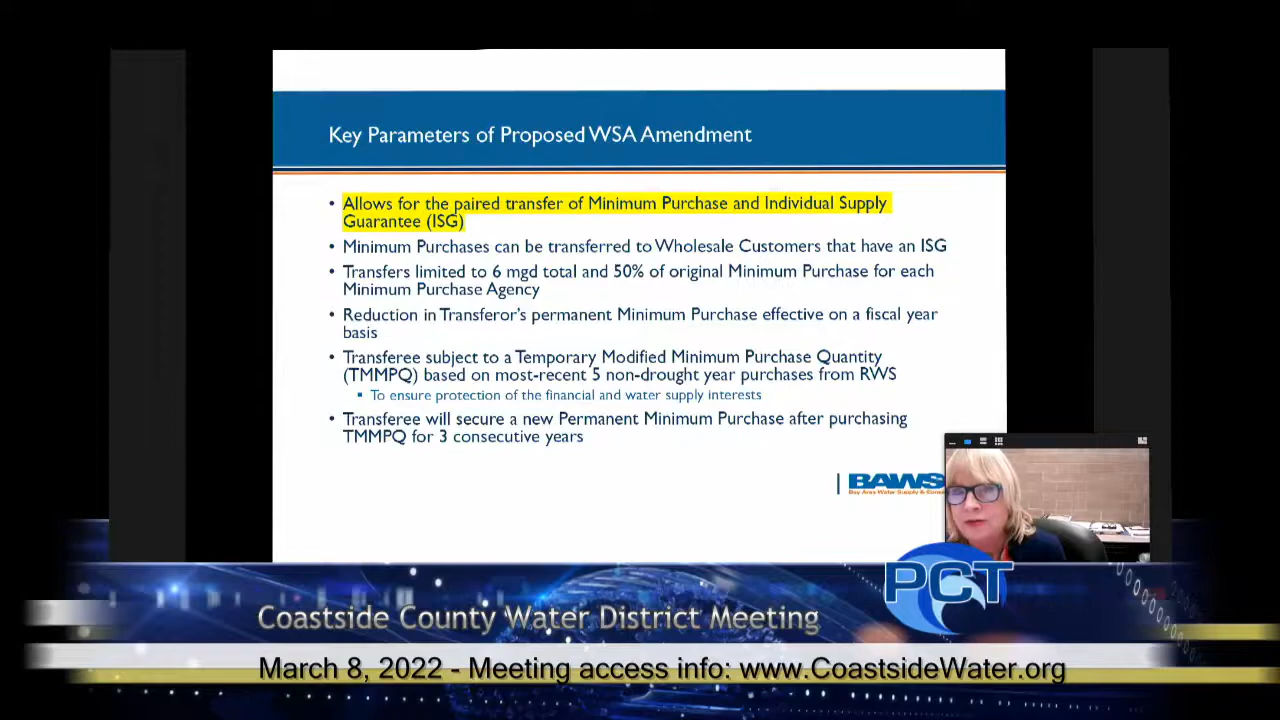 Key Parameters of Proposed WSA Amendment
• Allows for the paired transfer of Minimum Purchase and Individual Supply
Guarantee (ISG)
• Minimum Purchases can be transferred to Wholesale Customers that have an ISG
• Transfers limited to 6 mgd total and 50% of original Minimum Purchase for each
Minimum Purchase Agency
• Reduction in Transferor's permanent Minimum Purchase effective on a fiscal year
basis
• Transferee subject to a Temporary Modified Minimum Purchase Quantity
(TMMPQ) based on most-recent 5 non-drought year purchases from RWS
▪ To ensure protection of the financial and water supply interests
• Transferee will secure a new Permanent Minimum Purchase after purchasing
TMMPQ for 3 consecutive years
BAWS
Bay Area Water Supply &
PCT
Coastside County Water District Meeting
March 8, 2022 - Meeting access info: www.CoastsideWater.org